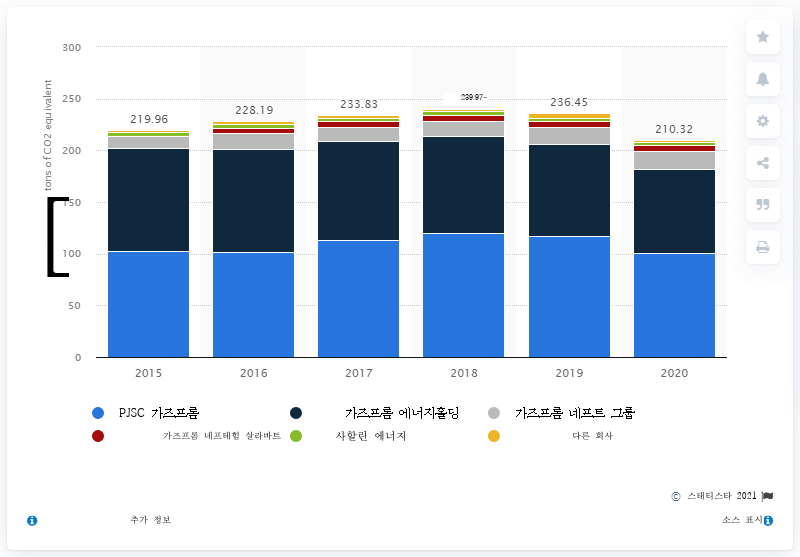 300
250
200
150
100
50
0
tons of CO2 equivalent
219.96
228.19
233.83
239.97-
236.45
210.32
2015 2016 2017 2018 2019 2020
PJSC 가즈프롬 가즈프롬 에너지홀딩 가즈프롬 네프트 그룹
가즈프롬 네프테힘 살라바트 사할린 에너지 다른 회사
© 스태티스타 2021
추가 정보 소스 표시